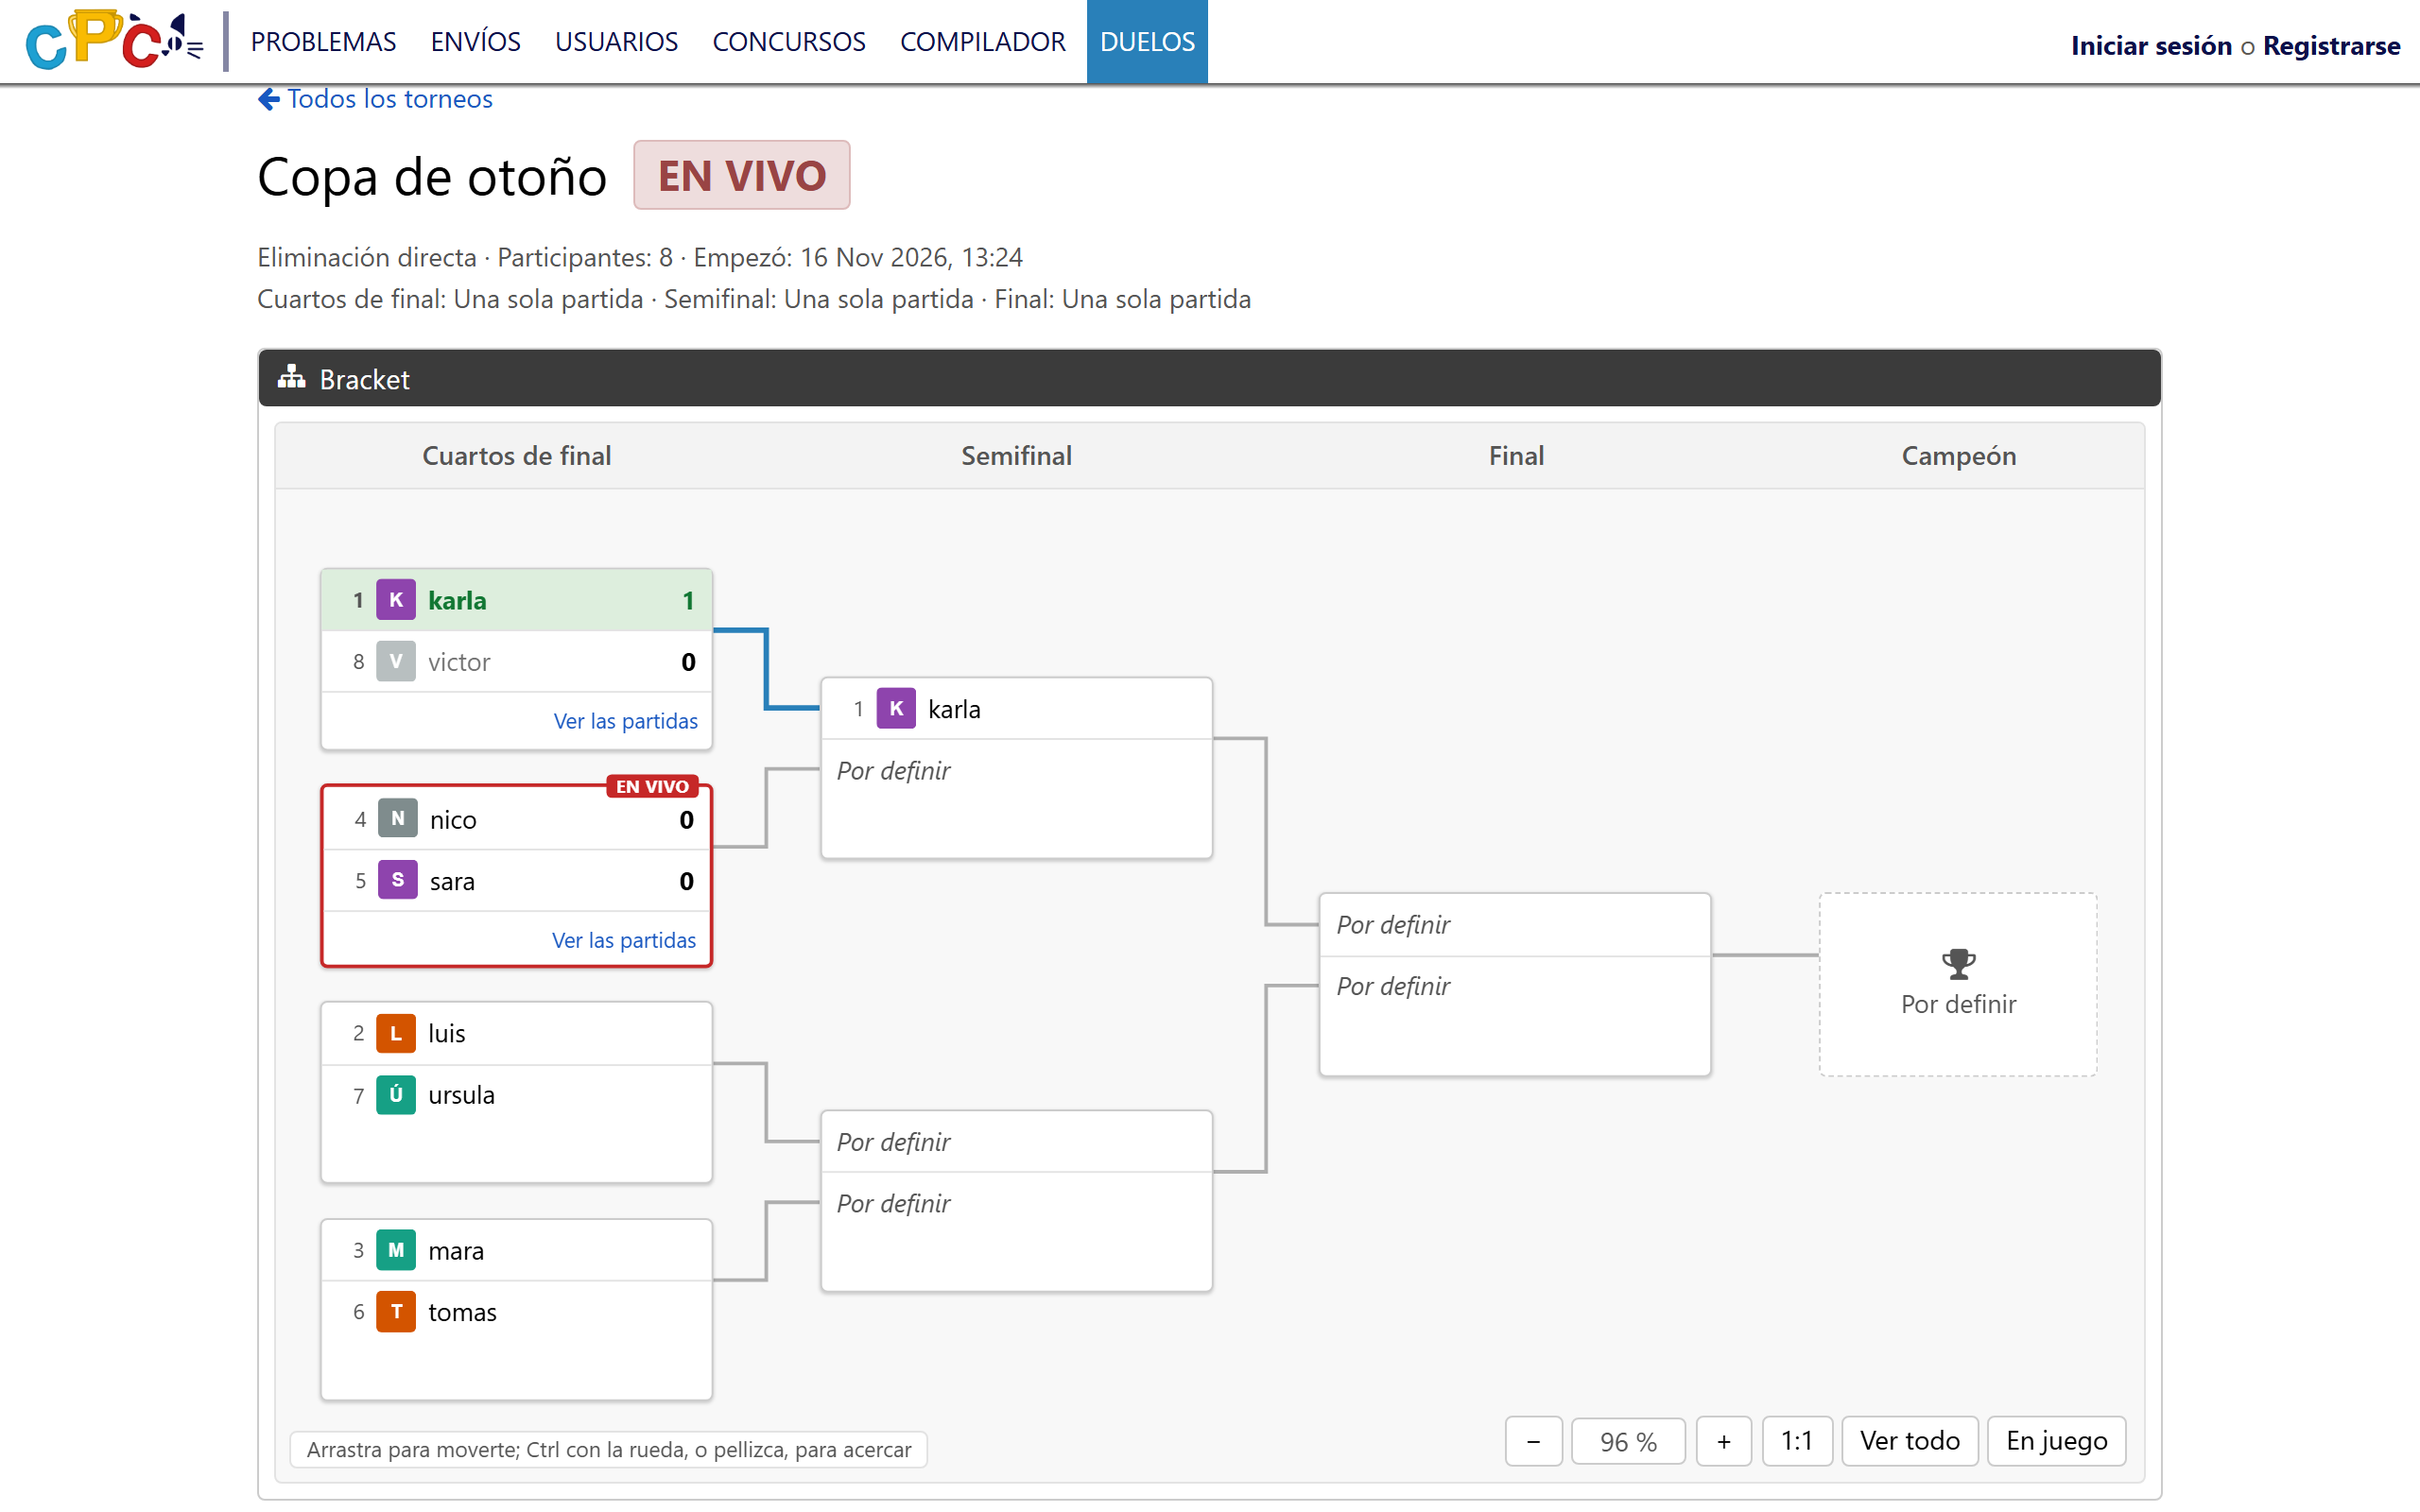 CPC
PROBLEMAS ENVÍOS USUARIOS CONCURSOS COMPILADOR DUELOS
Iniciar sesión o Registrarse
Todos los torneos
Copa de otoño EN VIVO
Eliminación directa · Participantes: 8 · Empezó: 16 Nov 2026, 13:24
Cuartos de final: Una sola partida · Semifinal: Una sola partida · Final: Una sola partida
Bracket
Cuartos de final Semifinal Final Campeón
1 K karla 1
8 V victor 0
Ver las partidas
EN VIVO
4 N nico 0
5 S sara 0
Ver las partidas
2 L luis
7 Ú ursula
3 M mara
6 T tomas
1 K karla
Por definir
Por definir
Por definir
Por definir
Por definir
Por definir
Arrastra para moverte; Ctrl con la rueda, o pellizca, para acercar
− 96 % + 1:1 Ver todo En juego